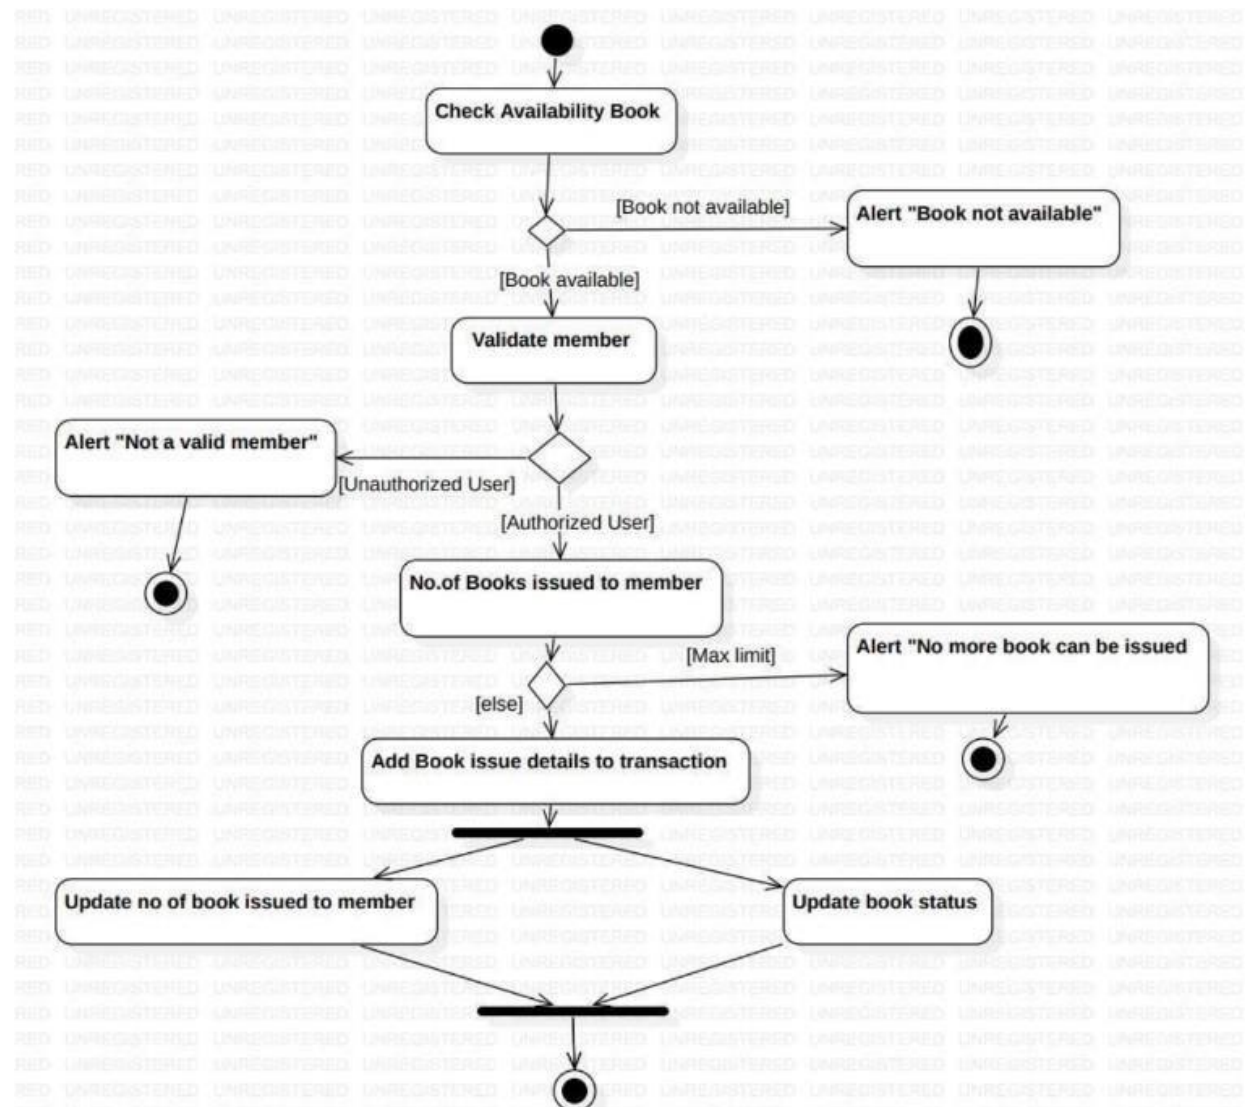 Check Availability Book
[Book not available]
Alert "Book not available"
[Book available]
Validate member
Alert "Not a valid member"
[Unauthorized User]
[Authorized User]
No.of Books issued to member
[Max limit]
Alert "No more book can be issued
[else]
Add Book issue details to transaction
Update no of book issued to member
Update book status